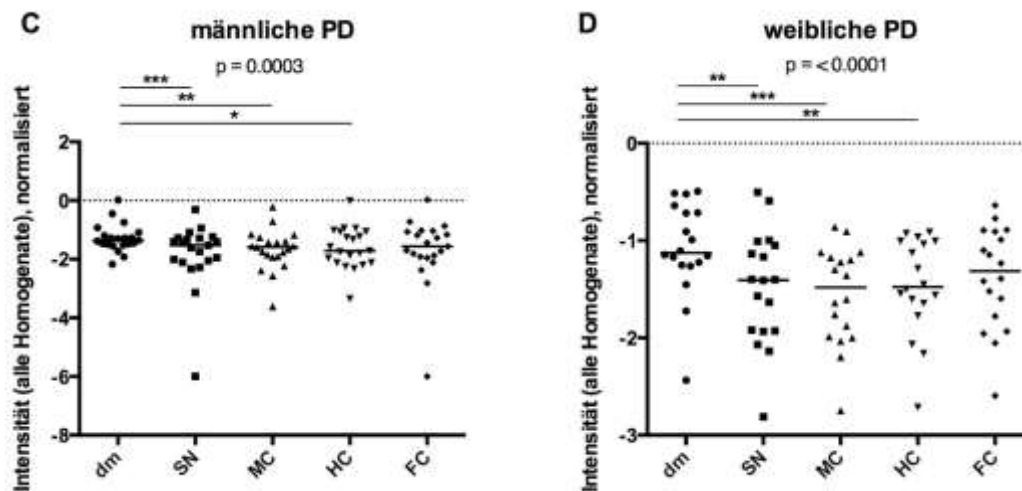 C
männliche PD
p = 0.0003
***
**
*
Intensität (alle Homogenate), normalisiert
2
0
-2
-4
-6
-8
dm
SN
MC
HC
FC
D
weibliche PD
p = <0.0001
**
***
**
Intensität (alle Homogenate), normalisiert
0
-1
-2
-3
dm
SN
MC
HC
FC